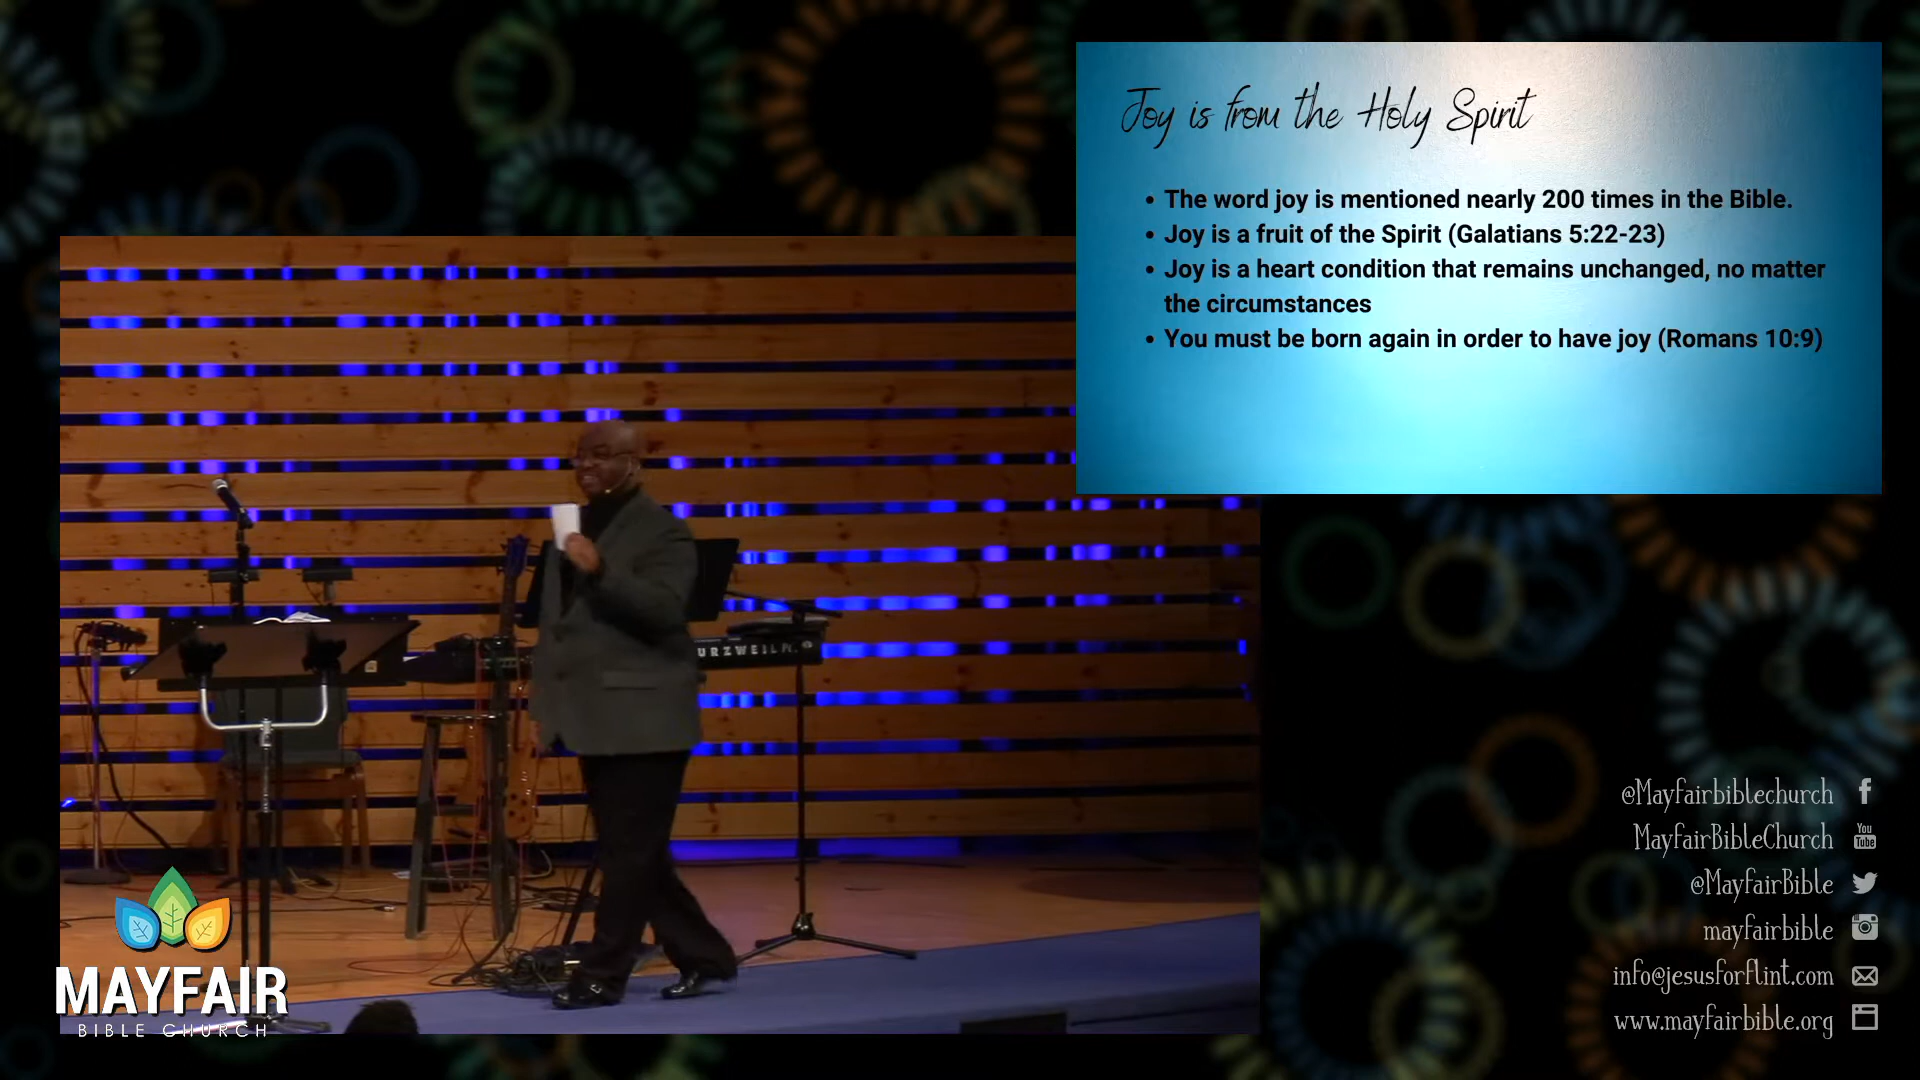 Joy is from the Holy Spirit
• The word joy is mentioned nearly 200 times in the Bible.
• Joy is a fruit of the Spirit (Galatians 5:22-23)
• Joy is a heart condition that remains unchanged, no matter
the circumstances
• You must be born again in order to have joy (Romans 10:9)
URZWEIL
@Mayfairbiblechurch
MayfairBibleChurch
You
Tube
@MayfairBible
mayfairbible
info@jesusforflint.com
www.mayfairbible.org
MAYFAIR
BIBLE CHURCH